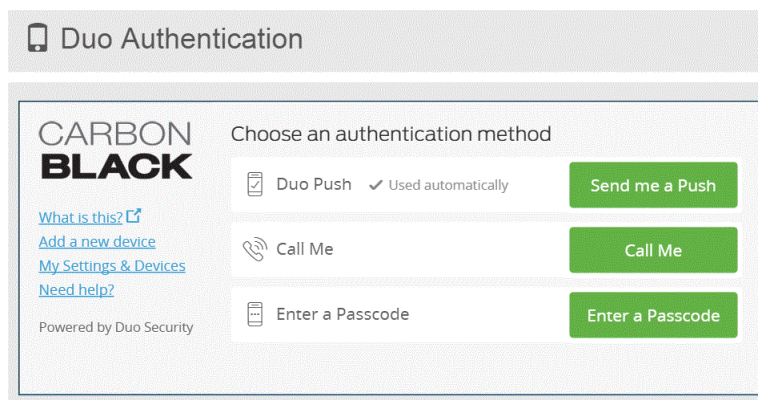 Duo Authentication
CARBON
BLACK
What is this?
Add a new device
My Settings & Devices
Need help?
Powered by Duo Security
Choose an authentication method
Duo Push ✔ Used automatically Send me a Push
Call Me Call Me
Enter a Passcode Enter a Passcode